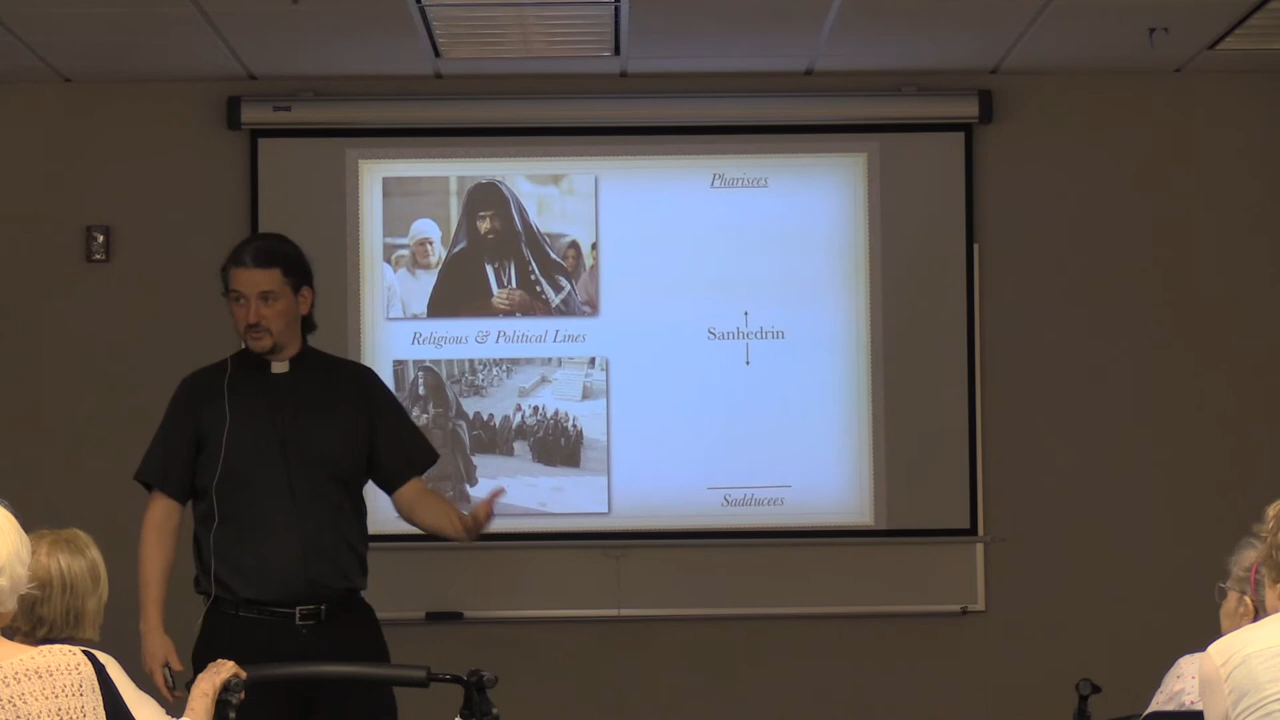 Pharisees
Religious & Political Lines
Sanhedrin
Sadducees